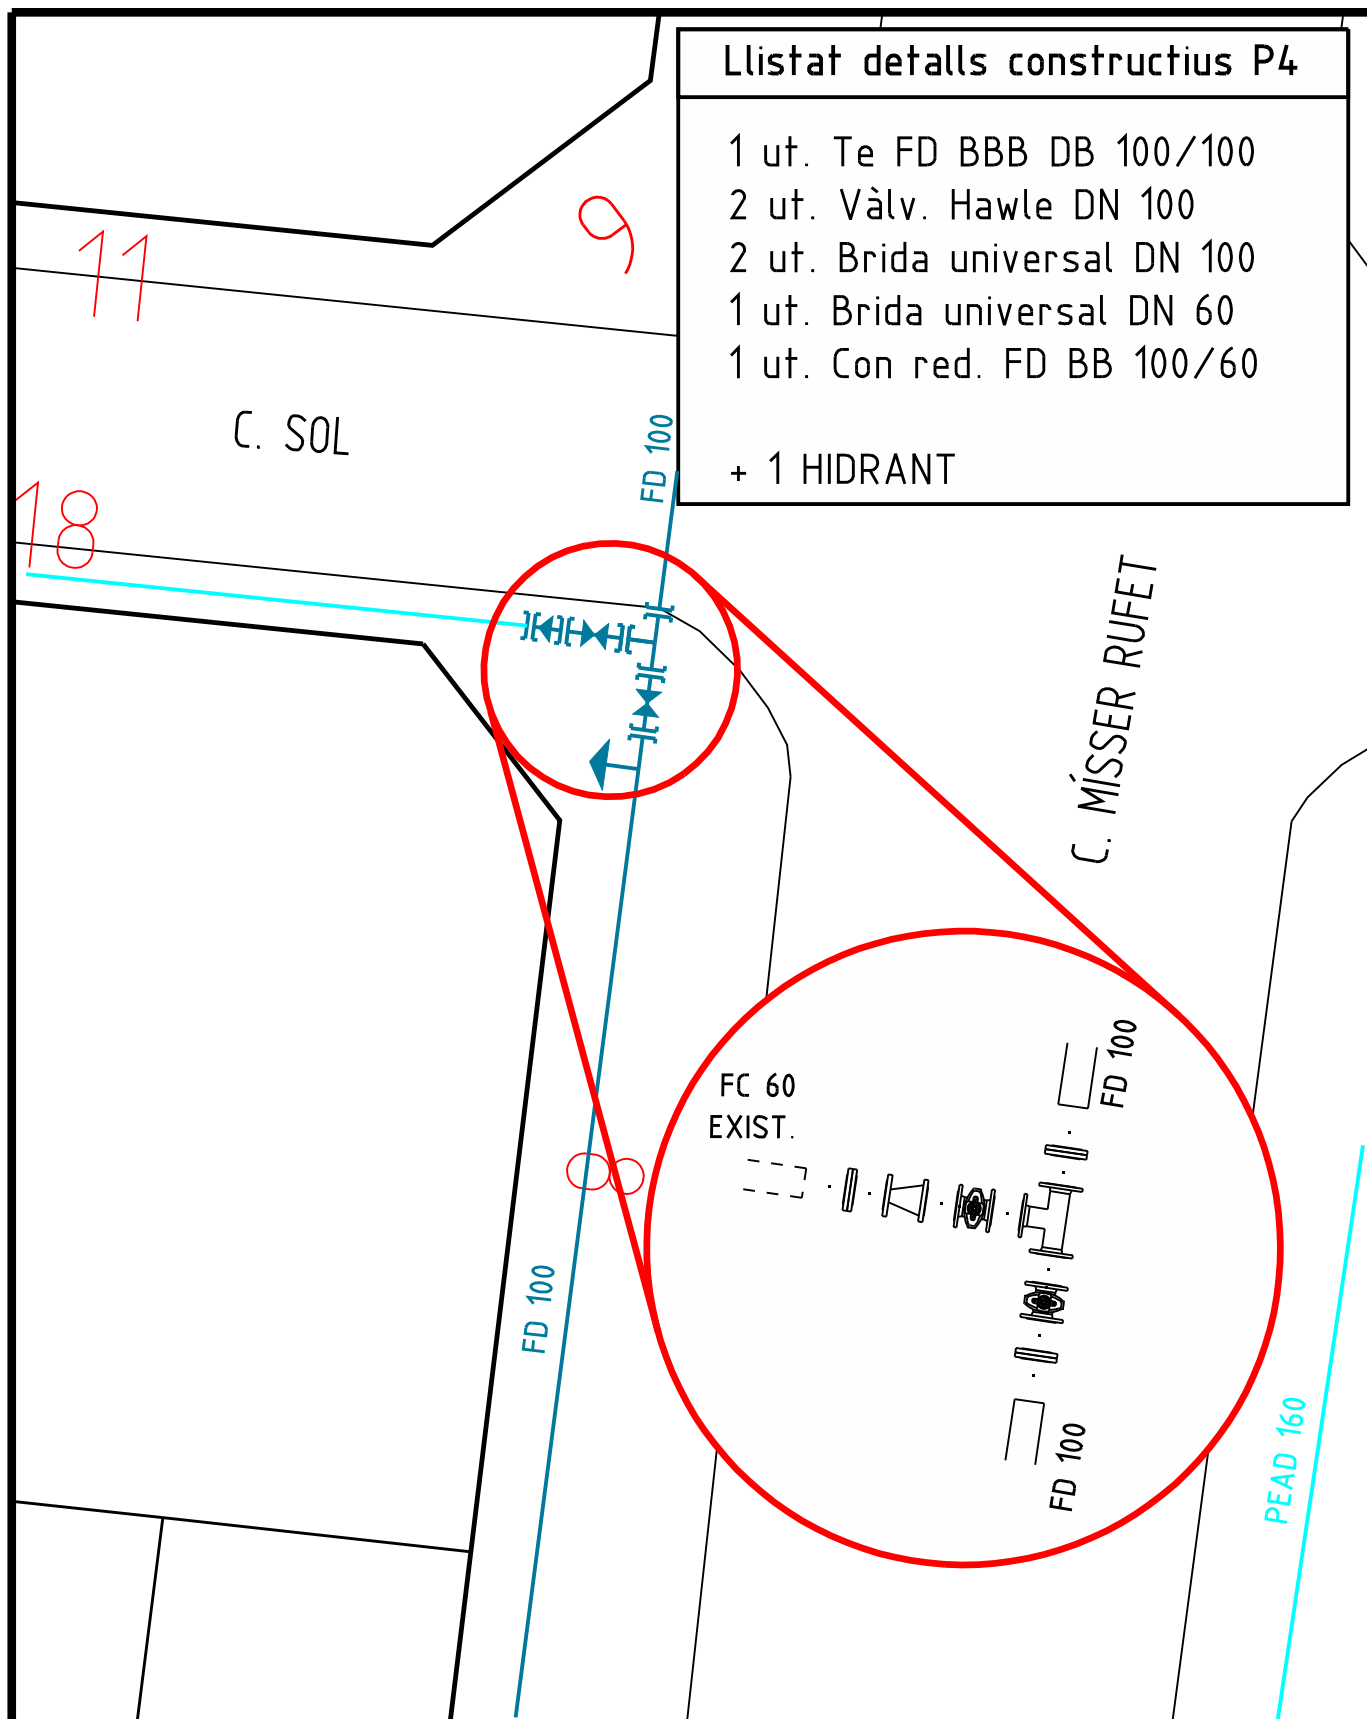 Llistat detalls constructius P4
1 ut. Te FD BBB DB 100/100
2 ut. Vàlv. Hawle DN 100
2 ut. Brida universal DN 100
1 ut. Brida universal DN 60
1 ut. Con red. FD BB 100/60
+ 1 HIDRANT
9
11
C. SOL
FD 100
18
C. MÍSSER RUFET
FD 100
FC 60
EXIST.
8
FD 100
FD 100
PEAD 160